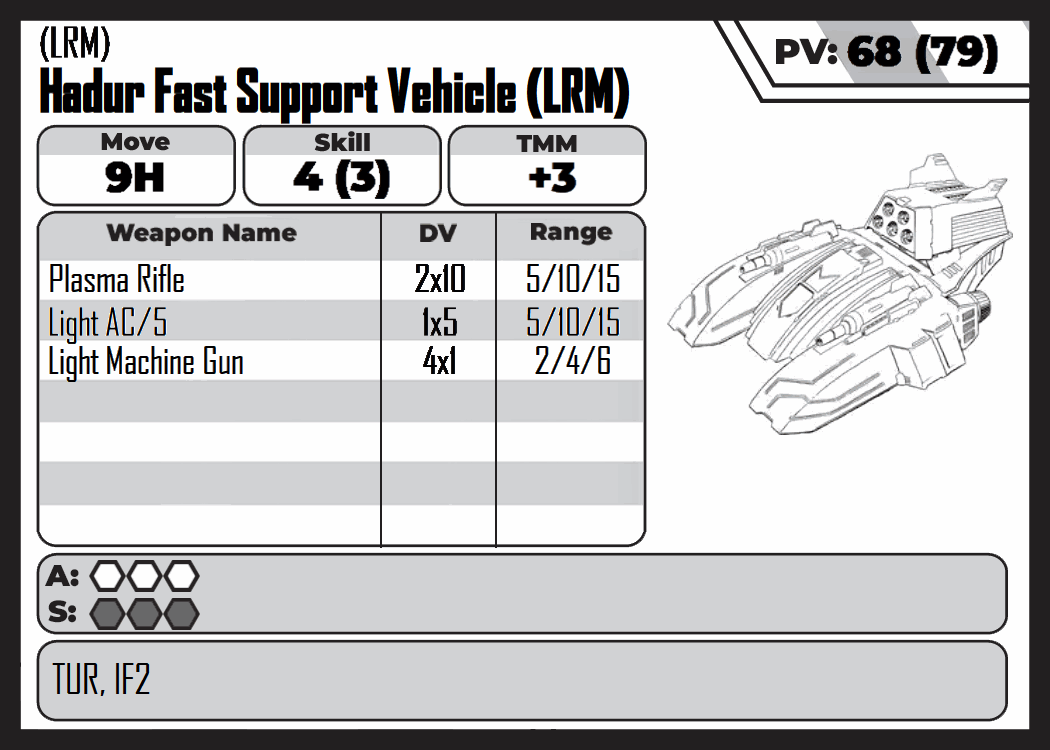 (LRM)
Hadur Fast Support Vehicle (LRM)
PV: 68 (79)
Move Skill TMM
9H 4 (3) +3
Weapon Name DV Range
Plasma Rifle 2x10 5/10/15
Light AC/5 1x5 5/10/15
Light Machine Gun 4x1 2/4/6
A:
S:
TUR, IF2